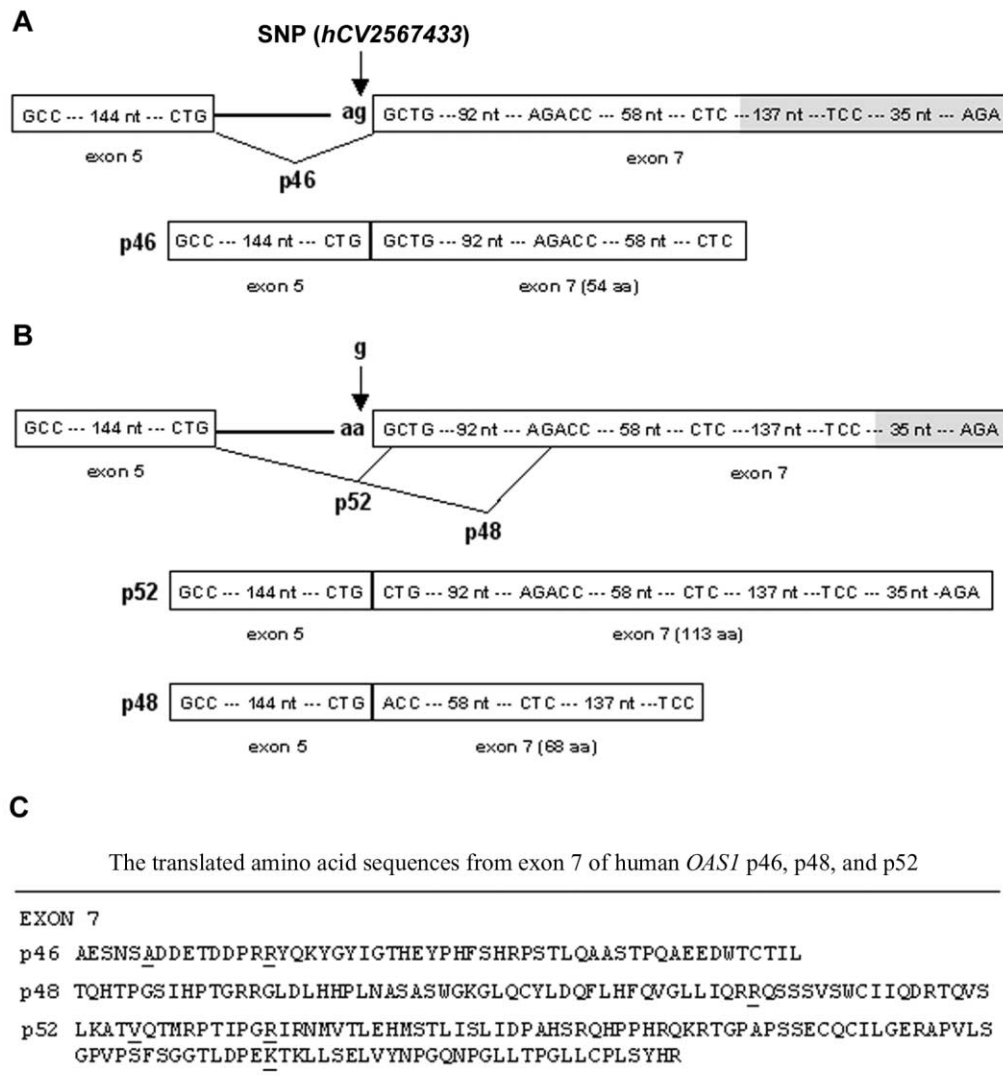 A
SNP (hCV2567433)
GCC --- 144 nt --- CTG
ag
GCTG ---92 nt --- AGACC --- 58 nt --- CTC ---137 nt ---TCC --- 35 nt --- AGA
exon 5
exon 7
p46
p46
GCC --- 144 nt --- CTG
GCTG --- 92 nt --- AGACC --- 58 nt --- CTC
exon 5
exon 7 (54 aa)
B
g
GCC --- 144 nt --- CTG
aa
GCTG ---92 nt --- AGACC --- 58 nt --- CTC ---137 nt ---TCC --- 35 nt --- AGA
exon 5
exon 7
p52
p48
p52
GCC --- 144 nt --- CTG
CTG --- 92 nt --- AGACC --- 58 nt --- CTC --- 137 nt ---TCC --- 35 nt -AGA
exon 5
exon 7 (113 aa)
p48
GCC --- 144 nt --- CTG
ACC --- 58 nt --- CTC --- 137 nt ---TCC
exon 5
exon 7 (68 aa)
C
The translated amino acid sequences from exon 7 of human OAS1 p46, p48, and p52
EXON 7
p46 AESNSADDETDDPRRYQKYGYIGTHEYPHFSHRPSTLQAASTPQAEEDWTCTIL
p48 TQHTPGSIHPTGRRGLDLHHPLNASASWGKGLQCYLDQFLHFQVGLLIQRRQSSSVSWCIIQDRTQVS
p52 LKATVQTMRPTIPGRIRNMVTLEHMSTLISLIDPAHSRQHPPHRQKRTGPAPSSECQCILGERAPVLS
GPVPSFSGGTLDPEKTKLLSELVYNPGQNPGLLTPGLLCPLSYHR